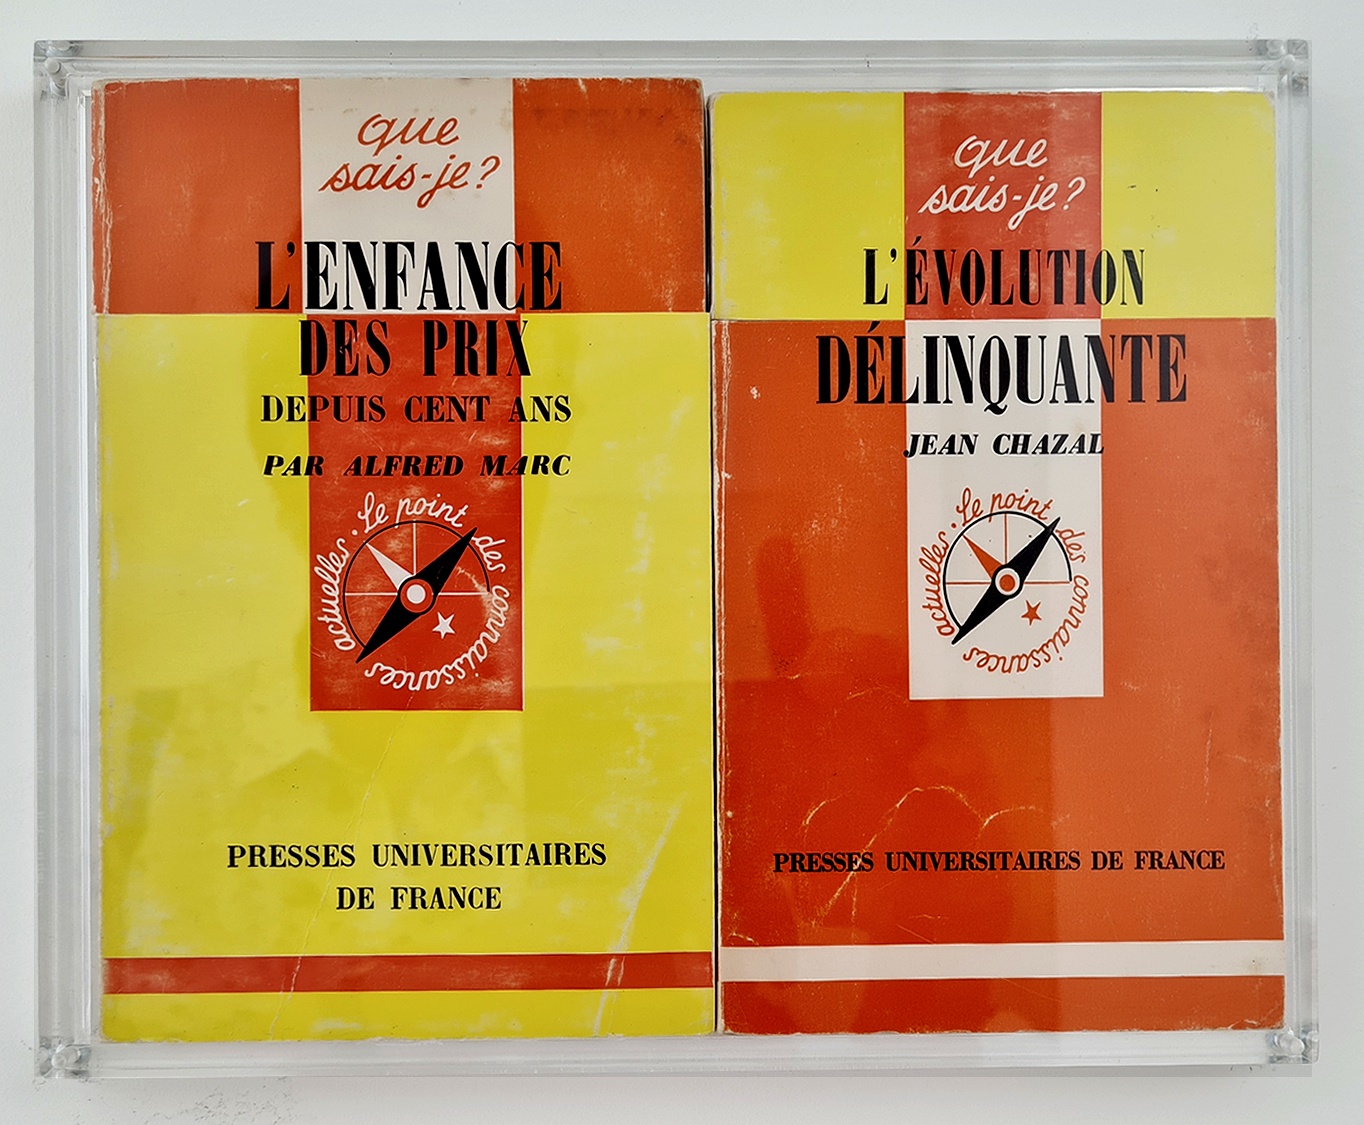 que
sais-je?
L'ENFANCE
DES PRIX
DEPUIS CENT ANS
PAR ALFRED MARC
Le point des connaissances actuelles.
PRESSES UNIVERSITAIRES
DE FRANCE
que
sais-je?
L'ÉVOLUTION
DÉLINQUANTE
JEAN CHAZAL
Le point des connaissances actuelles.
PRESSES UNIVERSITAIRES DE FRANCE